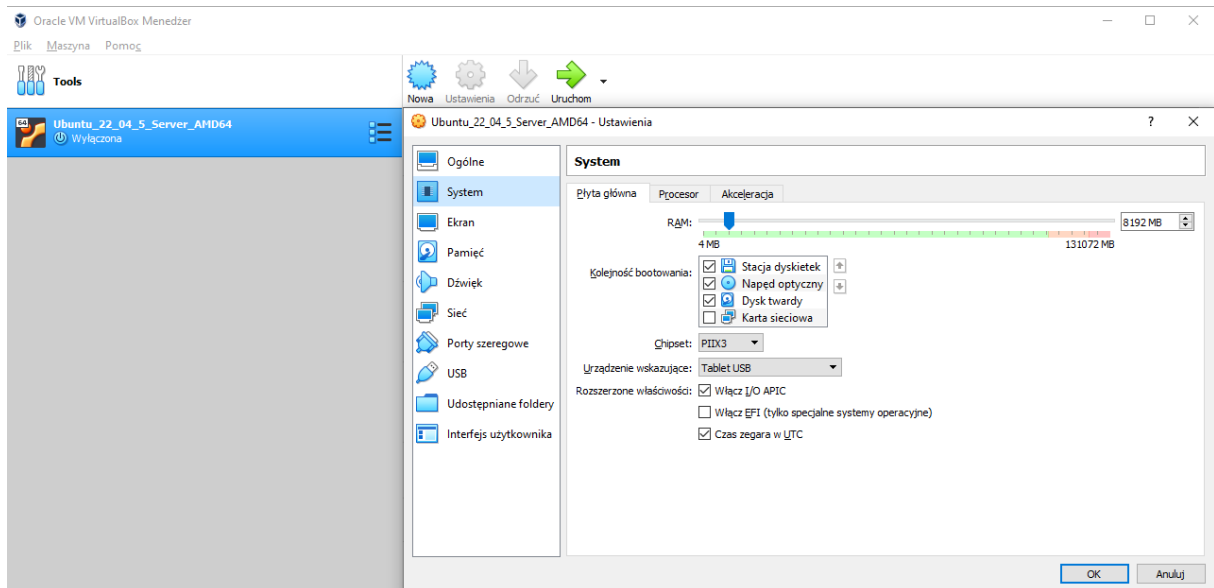 Oracle VM VirtualBox Menedżer
Plik Maszyna Pomoc
Tools
Nowa Ustawienia Odrzuć Uruchom
64 Ubuntu_22_04_5_Server_AMD64
Wyłączona
Ubuntu_22_04_5_Server_AMD64 - Ustawienia ?
Ogólne
System
Ekran
Pamięć
Dźwięk
Sieć
Porty szeregowe
USB
Udostępniane foldery
Interfejs użytkownika
System
Płyta główna Procesor Akceleracja
RAM: 8192 MB
4 MB 131072 MB
Kolejność bootowania: Stacja dyskietek
Napęd optyczny
Dysk twardy
Karta sieciowa
Chipset: PIIX3
Urządzenie wskazujące: Tablet USB
Rozszerzone właściwości: Włącz I/O APIC
Włącz EFI (tylko specjalne systemy operacyjne)
Czas zegara w UTC
OK Anuluj